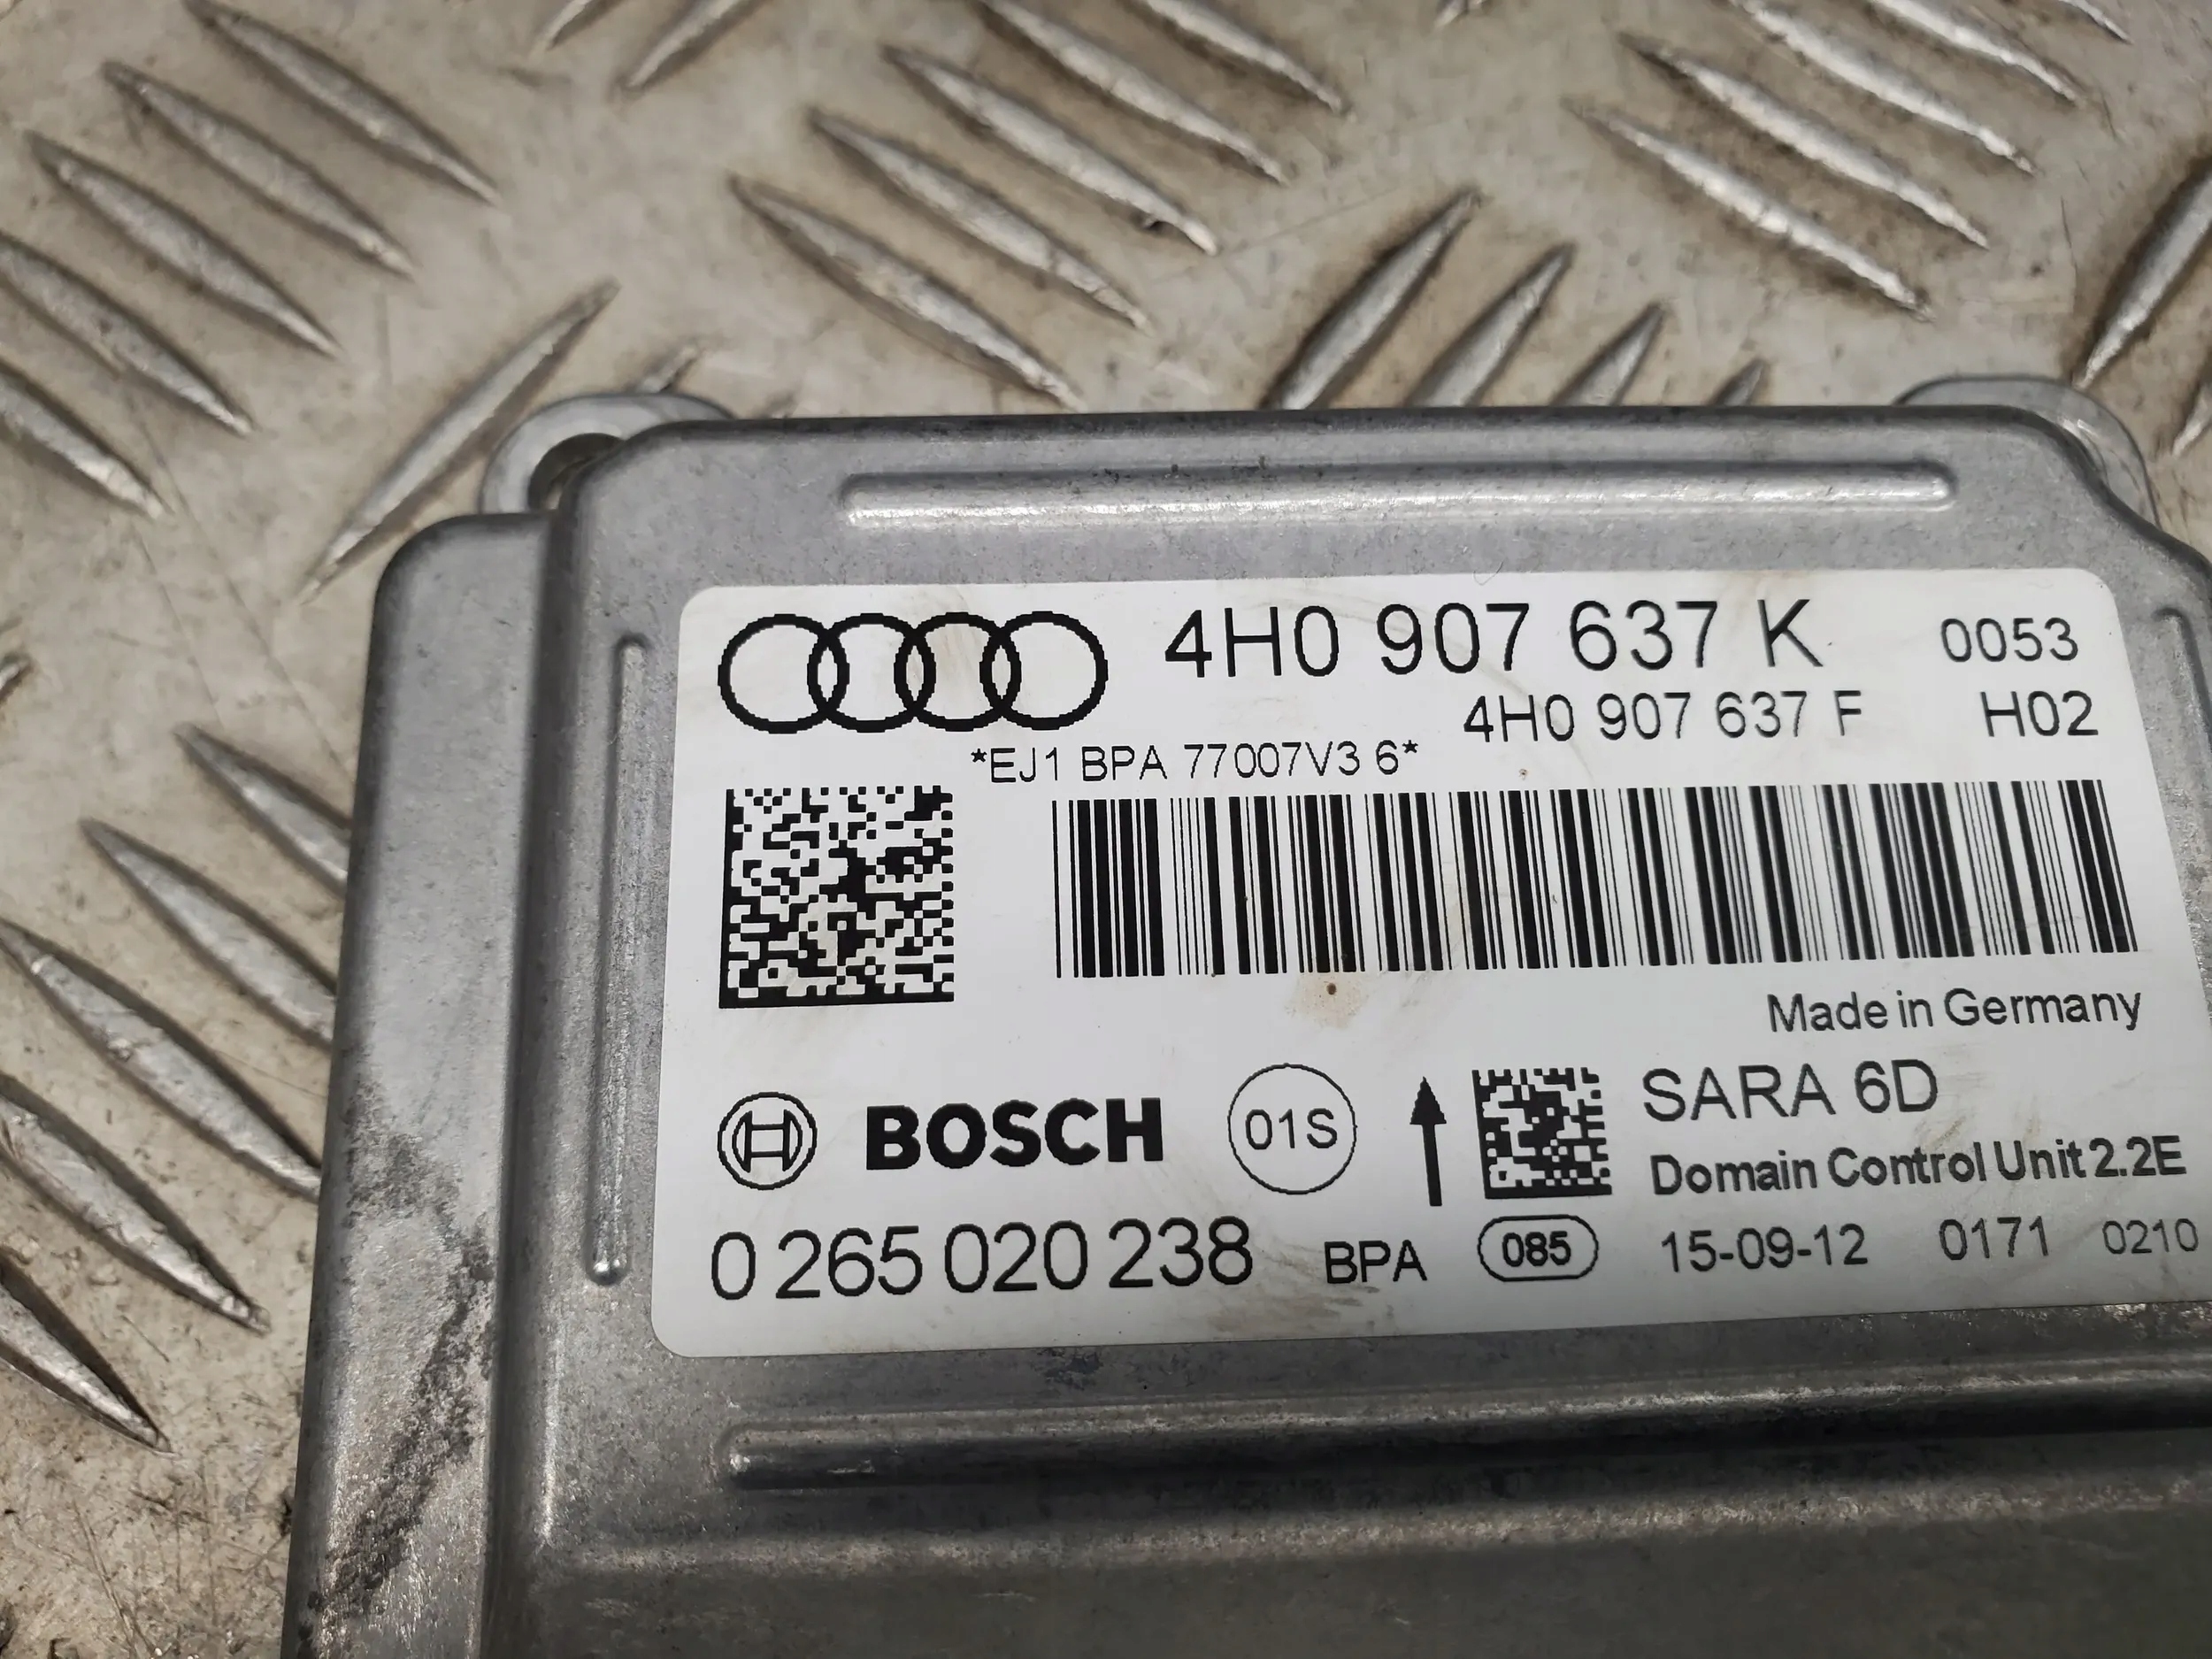 4H0 907 637 K 0053
4H0 907 637 F H02
*EJ1 BPA 77007V3 6*
Made in Germany
BOSCH 01S SARA 6D
Domain Control Unit 2.2E
0 265 020 238 BPA 085 15-09-12 0171 0210